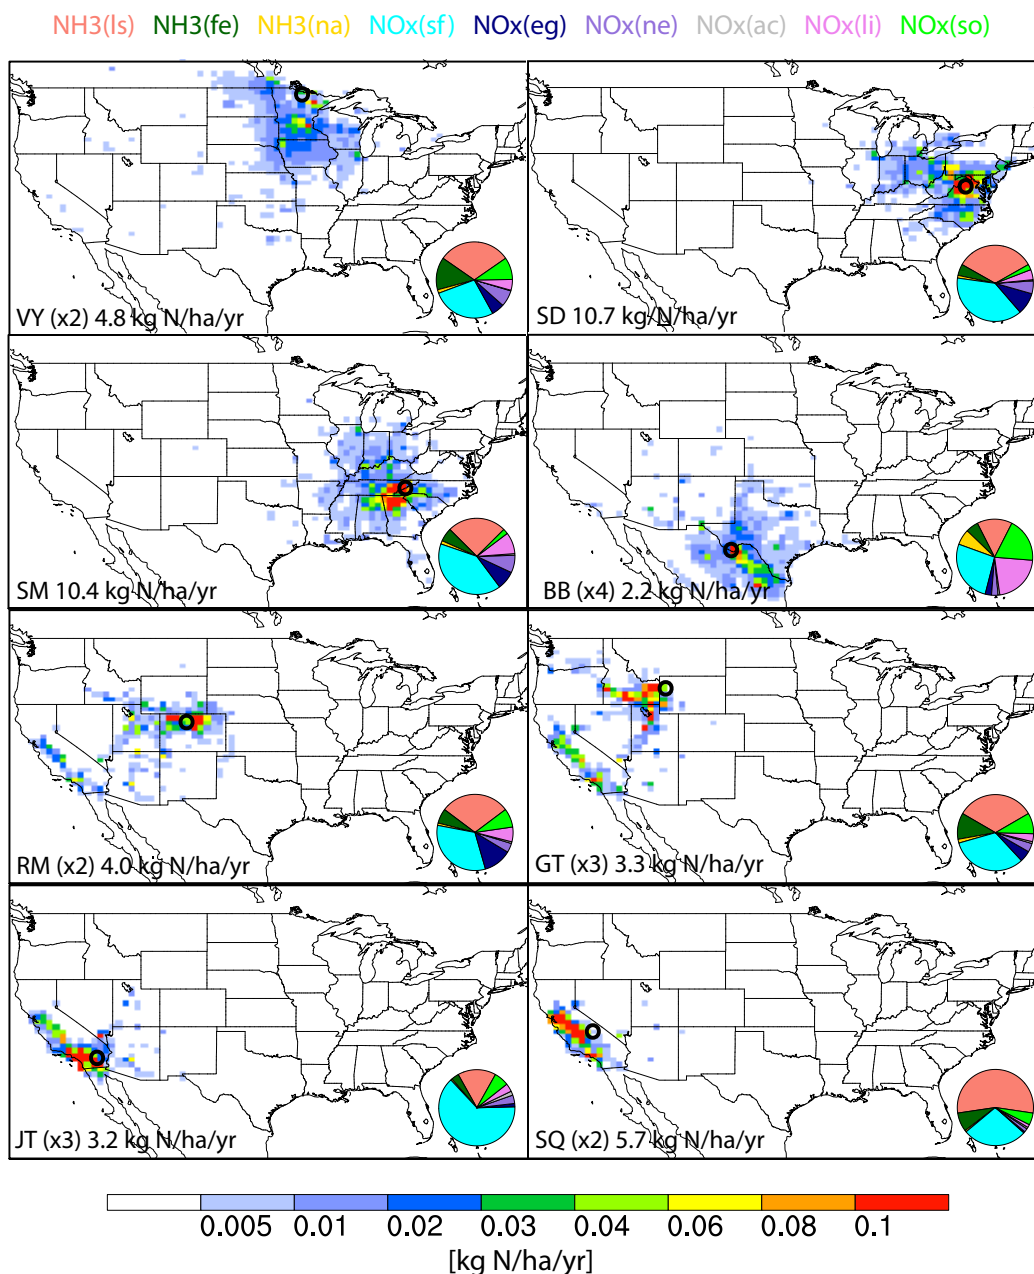 NH3(ls) NH3(fe) NH3(na) NOx(sf) NOx(eg) NOx(ne) NOx(ac) NOx(li) NOx(so)
VY (x2) 4.8 kg N/ha/yr
SD 10.7 kg N/ha/yr
SM 10.4 kg N/ha/yr
BB (x4) 2.2 kg N/ha/yr
RM (x2) 4.0 kg N/ha/yr
GT (x3) 3.3 kg N/ha/yr
JT (x3) 3.2 kg N/ha/yr
SQ (x2) 5.7 kg N/ha/yr
0.005 0.01 0.02 0.03 0.04 0.06 0.08 0.1
[kg N/ha/yr]